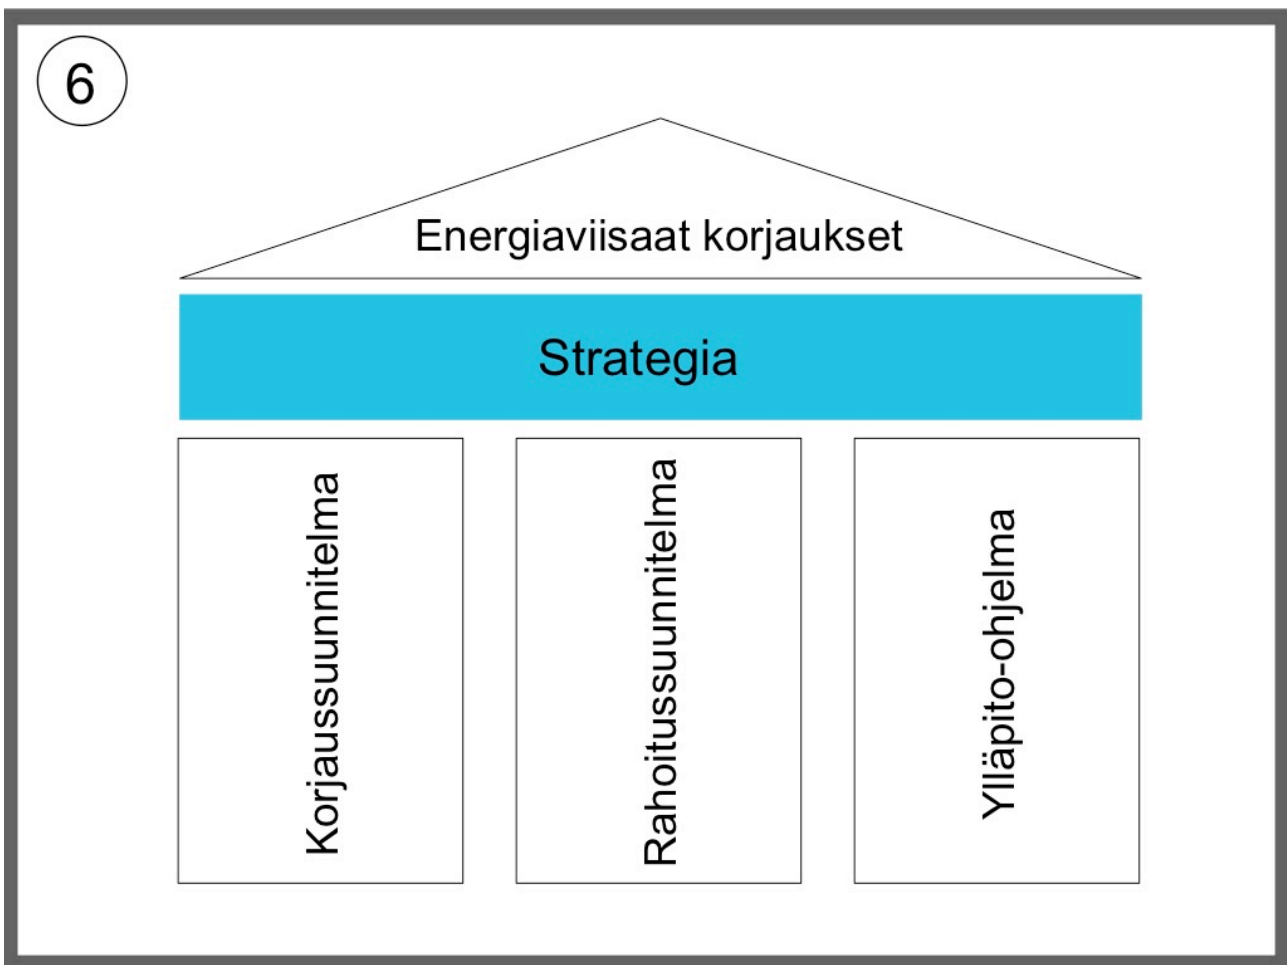 6
Energiaviisaat korjaukset
Strategia
Korjaussuunnitelma
Rahoitussuunnitelma
Ylläpito-ohjelma